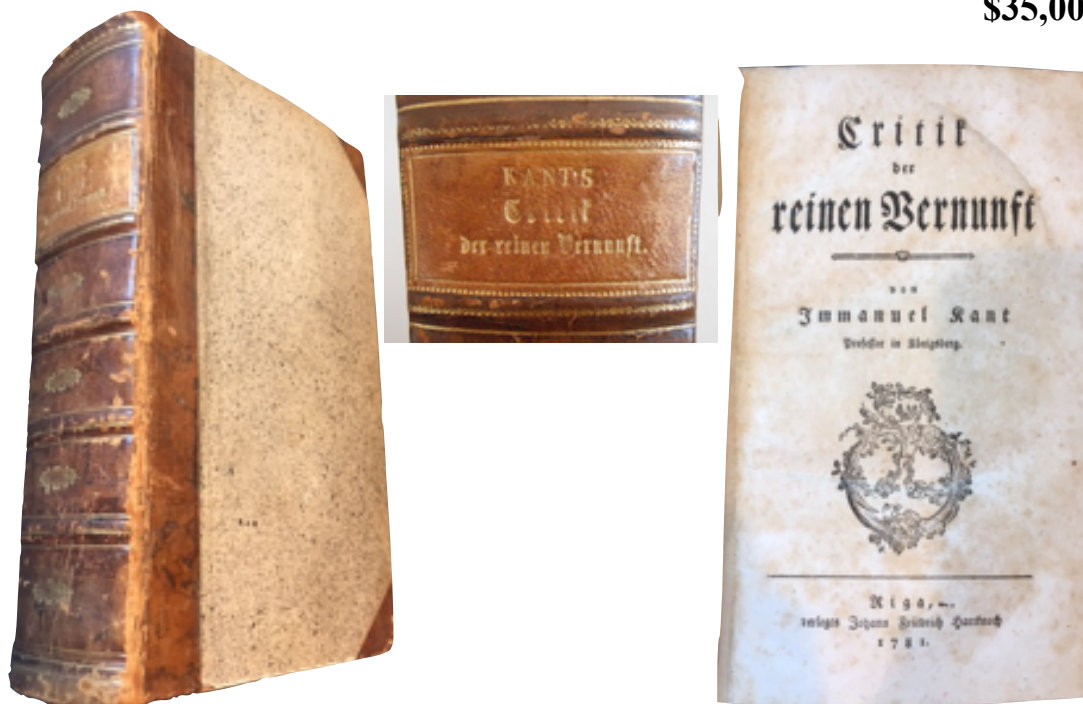 $35,00
KANT'S
Critik
der reinen Vernunft.
Critik
der
reinen Vernunft
von
Immanuel Kant
Professor in Königsberg.
Riga,
verlegts Johann Friedrich Hartknoch
1781.